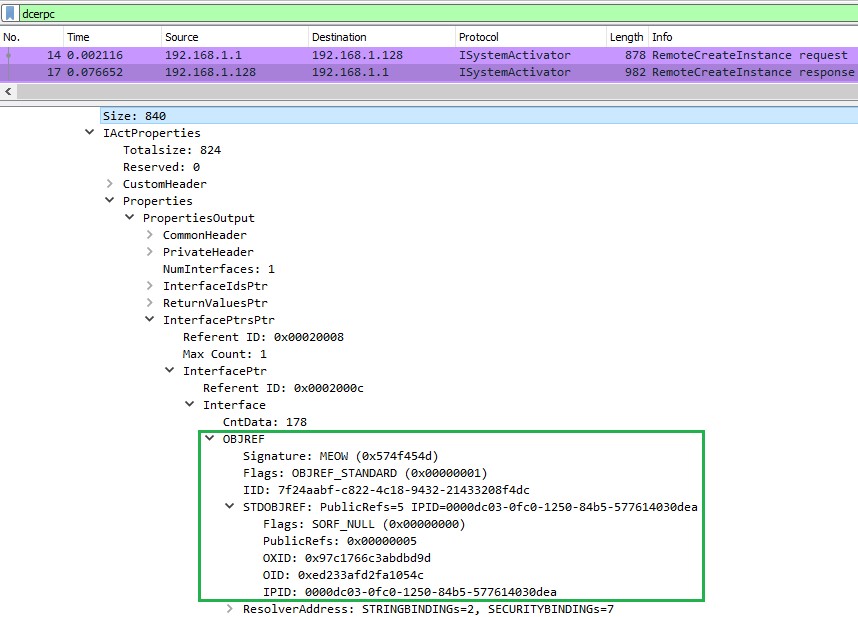 dcerpc
No. Time Source Destination Protocol Length Info
14 0.002116 192.168.1.1 192.168.1.128 ISystemActivator 878 RemoteCreateInstance request
17 0.076652 192.168.1.128 192.168.1.1 ISystemActivator 982 RemoteCreateInstance response
Size: 840
IActProperties
Totalsize: 824
Reserved: 0
CustomHeader
Properties
PropertiesOutput
CommonHeader
PrivateHeader
NumInterfaces: 1
InterfaceIdsPtr
ReturnValuesPtr
InterfacePtrsPtr
Referent ID: 0x00020008
Max Count: 1
InterfacePtr
Referent ID: 0x0002000c
Interface
CntData: 178
OBJREF
Signature: MEOW (0x574f454d)
Flags: OBJREF_STANDARD (0x00000001)
IID: 7f24aabf-c822-4c18-9432-21433208f4dc
STDOBJREF: PublicRefs=5 IPID=0000dc03-0fc0-1250-84b5-577614030dea
Flags: SORF_NULL (0x00000000)
PublicRefs: 0x00000005
OXID: 0x97c1766c3abdbd9d
OID: 0xed233afd2fa1054c
IPID: 0000dc03-0fc0-1250-84b5-577614030dea
ResolverAddress: STRINGBINDINGS=2, SECURITYBINDINGS=7